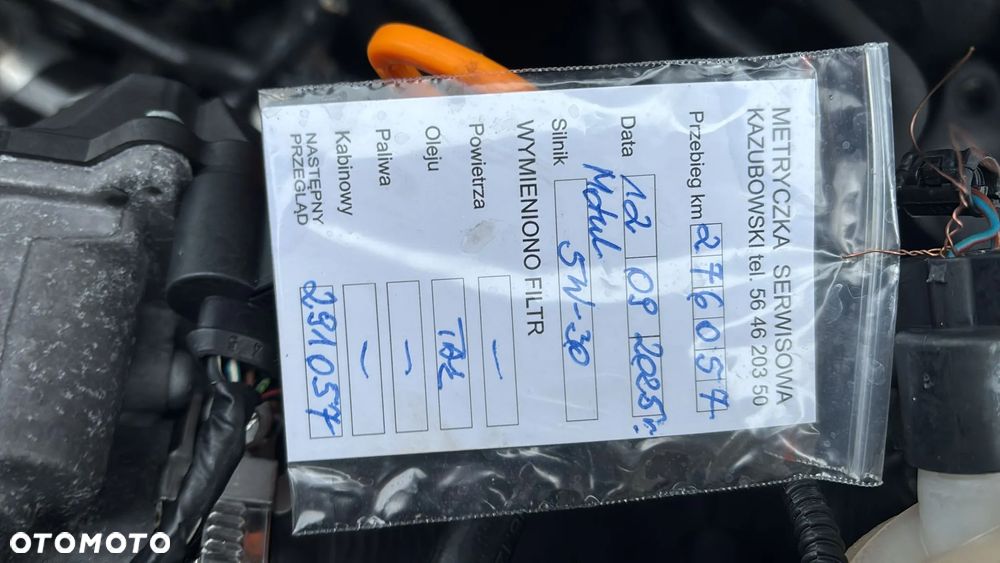 METRYCZKA SERWISOWA
KAZUBOWSKI tel. 56 46 203 50
Przebieg km 276057
Data 12 09 2025r.
Silnik Motul 5W-30
WYMIENIONO FILTR
Powietrza –
Oleju TAK
Paliwa –
Kabinowy –
NASTĘPNY
PRZEGLĄD 291057
OTOMOTO